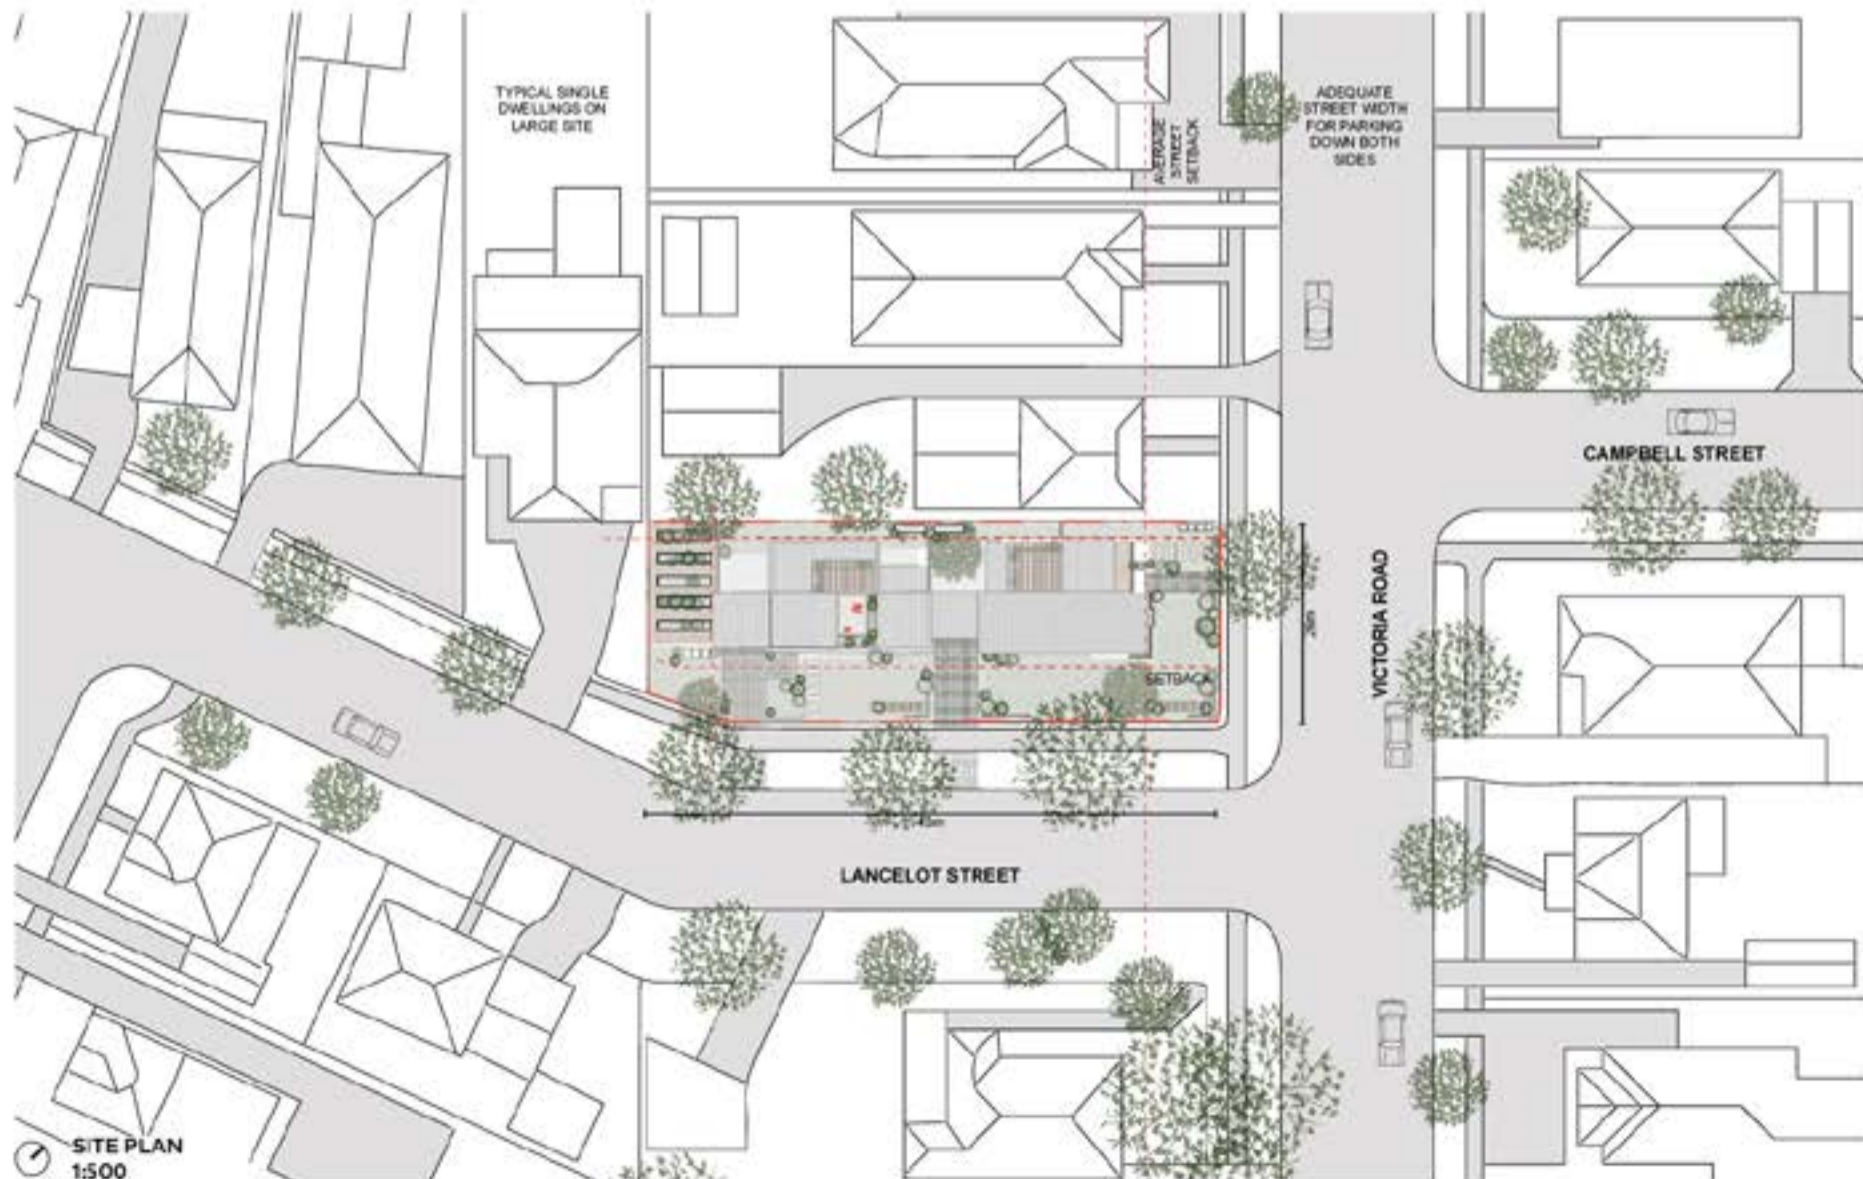 TYPICAL SINGLE
DWELLINGS ON
LARGE SITE
AVERAGE
STREET
SETBACK
ADEQUATE
STREET WIDTH
FOR PARKING
DOWN BOTH
SIDES
CAMPBELL STREET
VICTORIA ROAD
SETBACK
LANCELOT STREET
SITE PLAN
1:500